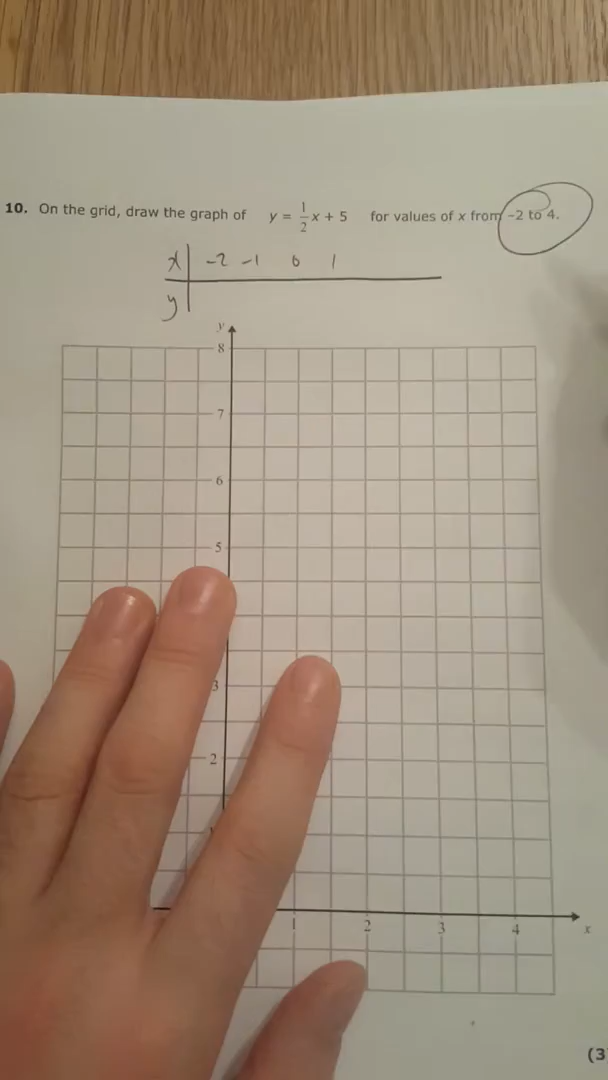 10. On the grid, draw the graph of y = 1/2 x + 5 for values of x from -2 to 4.
x -2 -1 0 1
y
y
8
7
6
5
3
2
1 2 3 4
x
(3